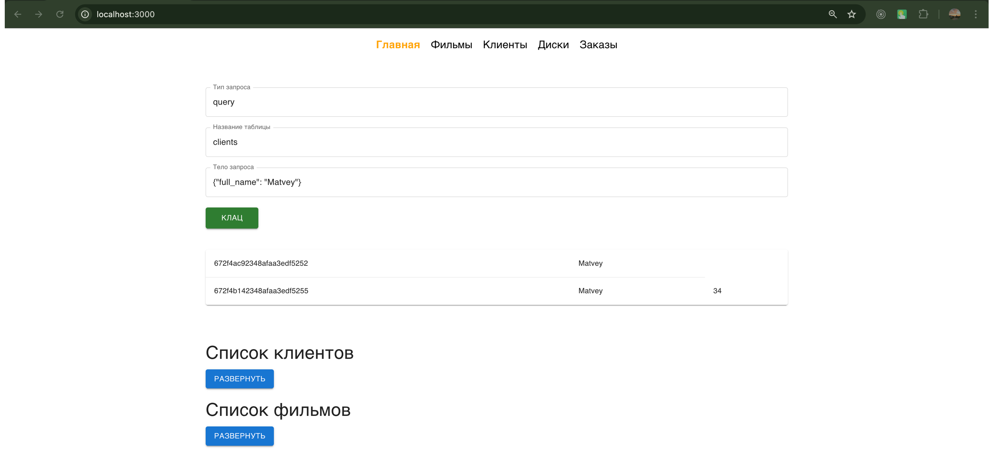 localhost:3000
Главная Фильмы Клиенты Диски Заказы
Тип запроса
query
Название таблицы
clients
Тело запроса
{"full_name": "Matvey"}
КЛАЦ
672f4ac92348afaa3edf5252 Matvey
672f4b142348afaa3edf5255 Matvey 34
Список клиентов
РАЗВЕРНУТЬ
Список фильмов
РАЗВЕРНУТЬ